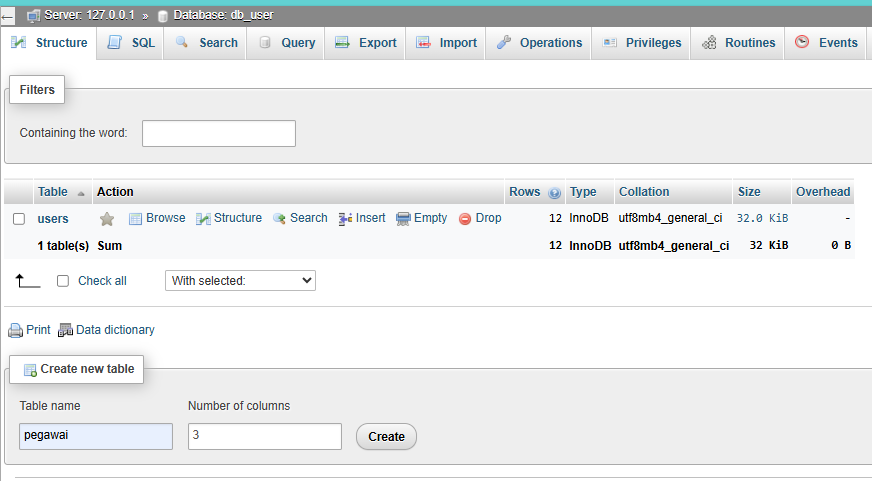 Server: 127.0.0.1 » Database: db_user
Structure SQL Search Query Export Import Operations Privileges Routines Events
Filters
Containing the word:
Table Action Rows Type Collation Size Overhead
users Browse Structure Search Insert Empty Drop 12 InnoDB utf8mb4_general_ci 32.0 KiB -
1 table(s) Sum 12 InnoDB utf8mb4_general_ci 32 KiB 0 B
Check all With selected:
Print Data dictionary
Create new table
Table name Number of columns
pegawai 3 Create